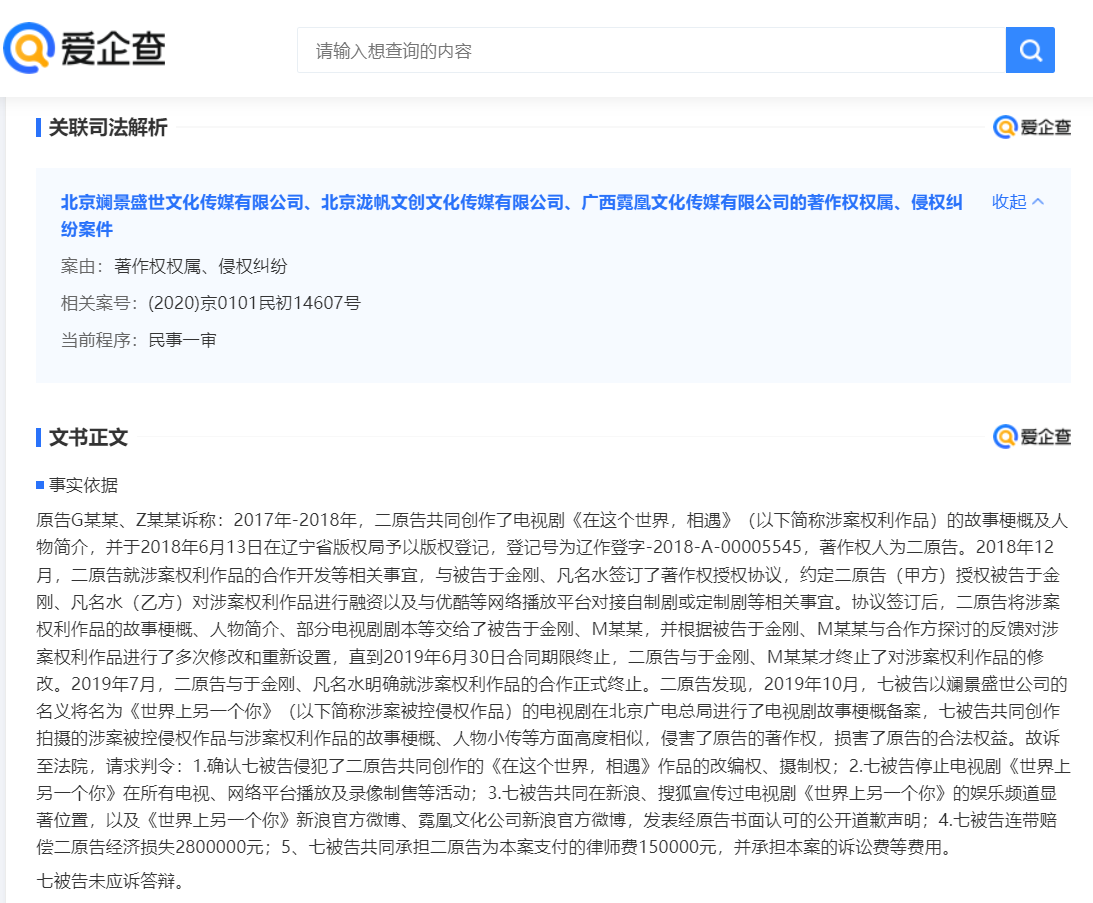 爱企查
请输入想查询的内容
关联司法解析
爱企查
北京斓景盛世文化传媒有限公司、北京泷帆文创文化传媒有限公司、广西霓凰文化传媒有限公司的著作权权属、侵权纠
收起
纷案件
案由：著作权权属、侵权纠纷
相关案号：(2020)京0101民初14607号
当前程序：民事一审
文书正文
爱企查
事实依据
原告G某某、Z某某诉称：2017年-2018年，二原告共同创作了电视剧《在这个世界，相遇》（以下简称涉案权利作品）的故事梗概及人
物简介，并于2018年6月13日在辽宁省版权局予以版权登记，登记号为辽作登字-2018-A-00005545，著作权人为二原告。2018年12
月，二原告就涉案权利作品的合作开发等相关事宜，与被告于金刚、凡名水签订了著作权授权协议，约定二原告（甲方）授权被告于金
刚、凡名水（乙方）对涉案权利作品进行融资以及与优酷等网络播放平台对接自制剧或定制剧等相关事宜。协议签订后，二原告将涉案
权利作品的故事梗概、人物简介、部分电视剧剧本等交给了被告于金刚、M某某，并根据被告于金刚、M某某与合作方探讨的反馈对涉
案权利作品进行了多次修改和重新设置，直到2019年6月30日合同期限终止，二原告与于金刚、M某某才终止了对涉案权利作品的修
改。2019年7月，二原告与于金刚、凡名水明确就涉案权利作品的合作正式终止。二原告发现，2019年10月，七被告以斓景盛世公司的
名义将名为《世界上另一个你》（以下简称涉案被控侵权作品）的电视剧在北京广电总局进行了电视剧故事梗概备案，七被告共同创作
拍摄的涉案被控侵权作品与涉案权利作品的故事梗概、人物小传等方面高度相似，侵害了原告的著作权，损害了原告的合法权益。故诉
至法院，请求判令：1.确认七被告侵犯了二原告共同创作的《在这个世界，相遇》作品的改编权、摄制权；2.七被告停止电视剧《世界上
另一个你》在所有电视、网络平台播放及录像制售等活动；3.七被告共同在新浪、搜狐宣传过电视剧《世界上另一个你》的娱乐频道显
著位置，以及《世界上另一个你》新浪官方微博、霓凰文化公司新浪官方微博，发表经原告书面认可的公开道歉声明；4.七被告连带赔
偿二原告经济损失2800000元；5、七被告共同承担二原告为本案支付的律师费150000元，并承担本案的诉讼费等费用。
七被告未应诉答辩。